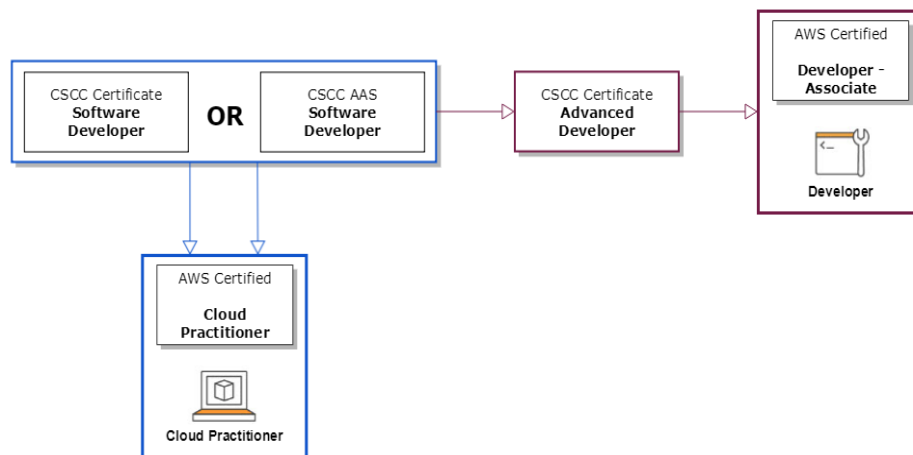 CSCC Certificate
Software
Developer
OR
CSCC AAS
Software
Developer
CSCC Certificate
Advanced
Developer
AWS Certified
Developer -
Associate
>_
Developer
AWS Certified
Cloud
Practitioner
Cloud Practitioner